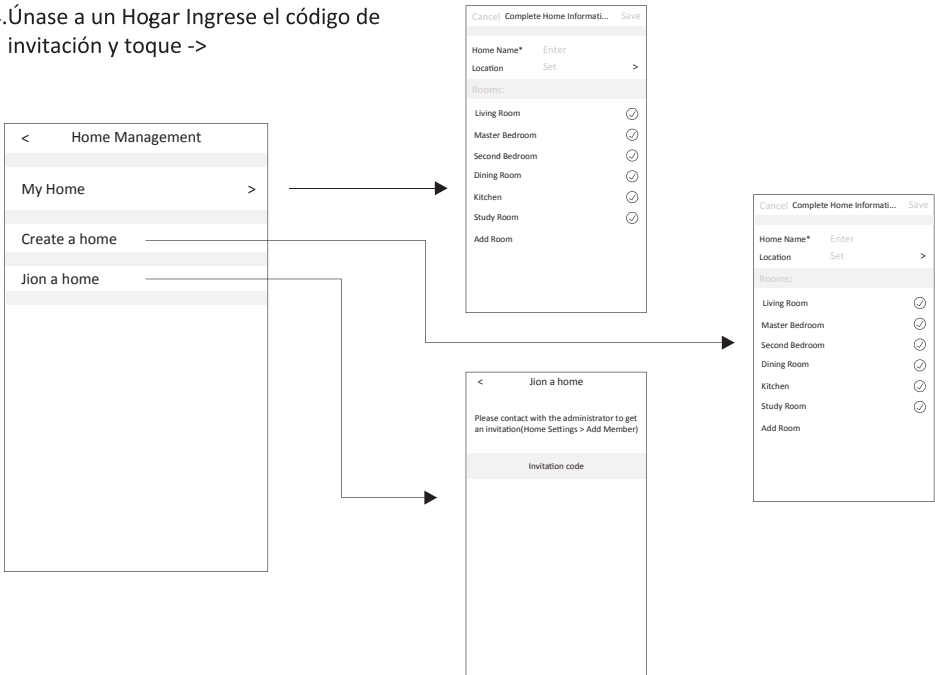 .Únase a un Hogar Ingrese el código de
invitación y toque ->
< Home Management
My Home >
Create a home
Jion a home
Cancel Complete Home Informati... Save
Home Name* Enter
Location Set >
Rooms:
Living Room
Master Bedroom
Second Bedroom
Dining Room
Kitchen
Study Room
Add Room
< Jion a home
Please contact with the administrator to get
an invitation(Home Settings > Add Member)
Invitation code
Cancel Complete Home Informati... Save
Home Name* Enter
Location Set >
Rooms:
Living Room
Master Bedroom
Second Bedroom
Dining Room
Kitchen
Study Room
Add Room